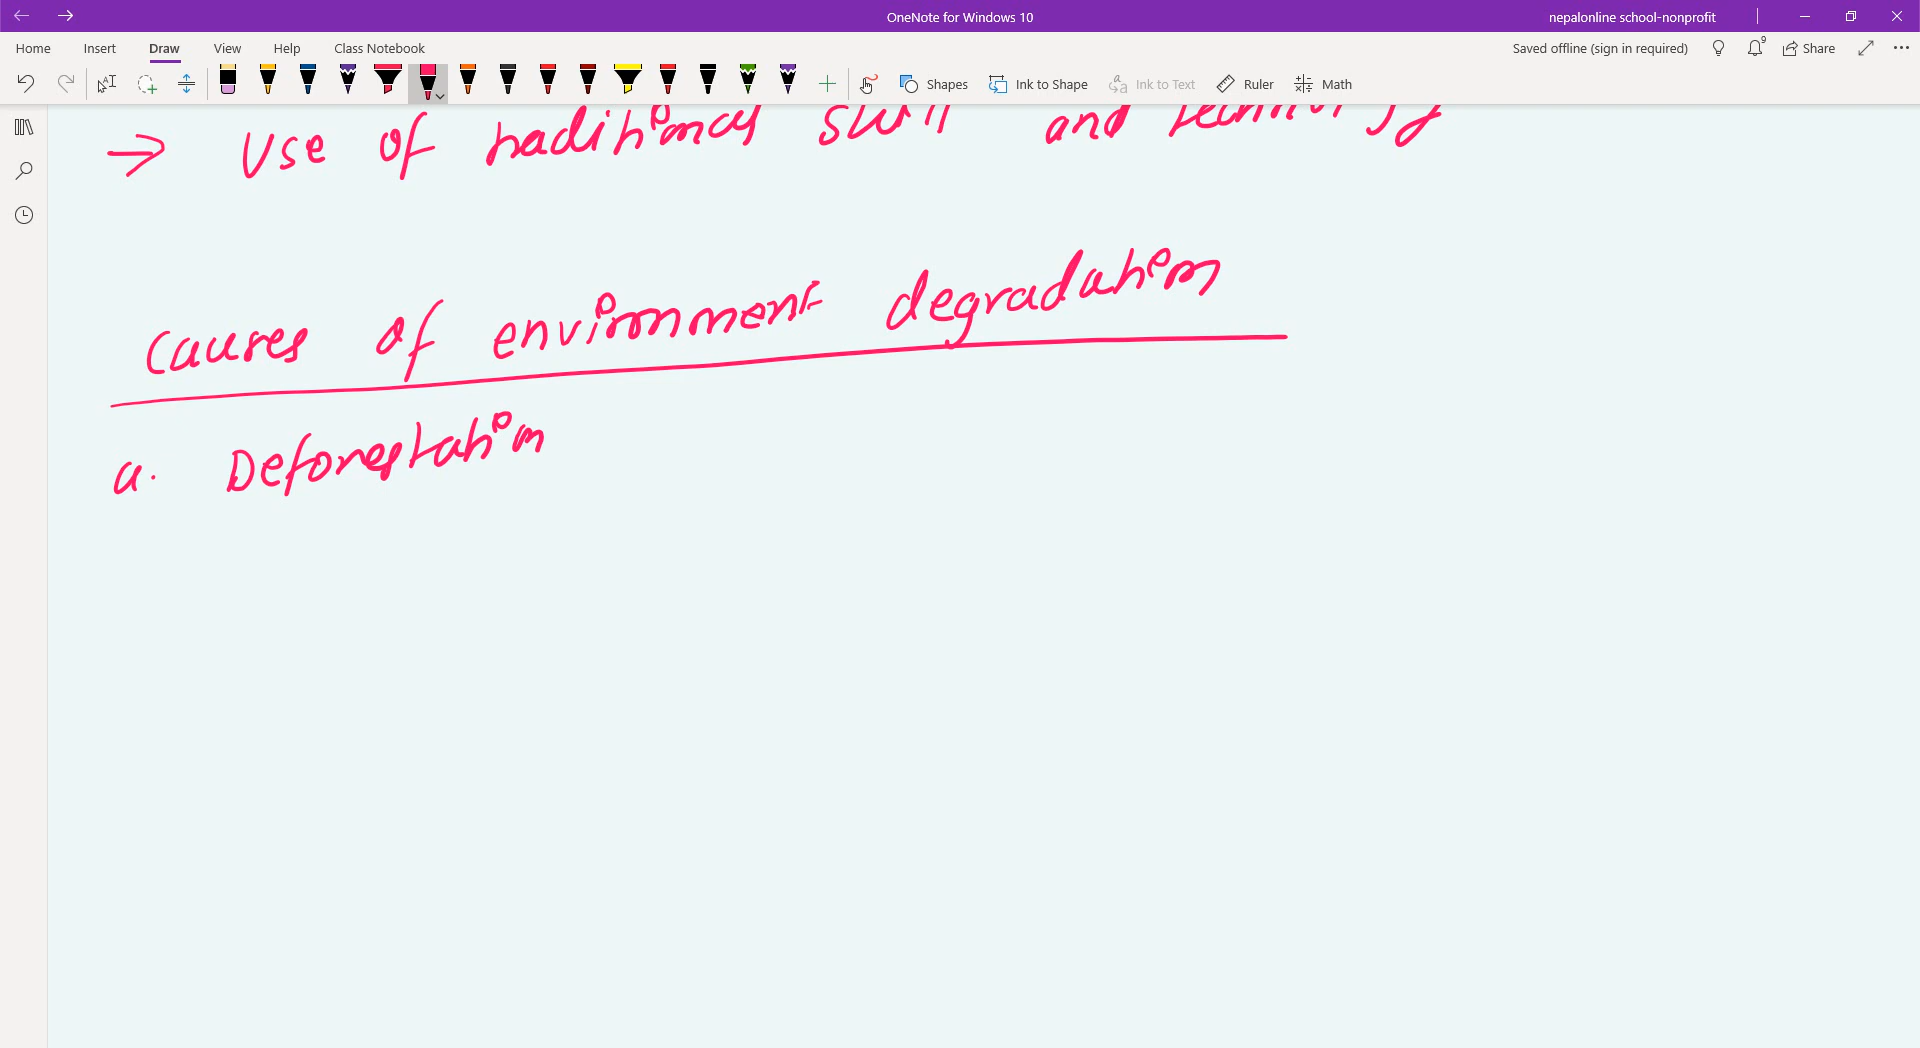 OneNote for Windows 10
nepalonline school-nonprofit
Home Insert Draw View Help Class Notebook
Saved offline (sign in required)
9
Share
Shapes Ink to Shape Ink to Text Ruler Math
→ Use of traditional skill and technology
Causes of environment degradation
a. Deforestation